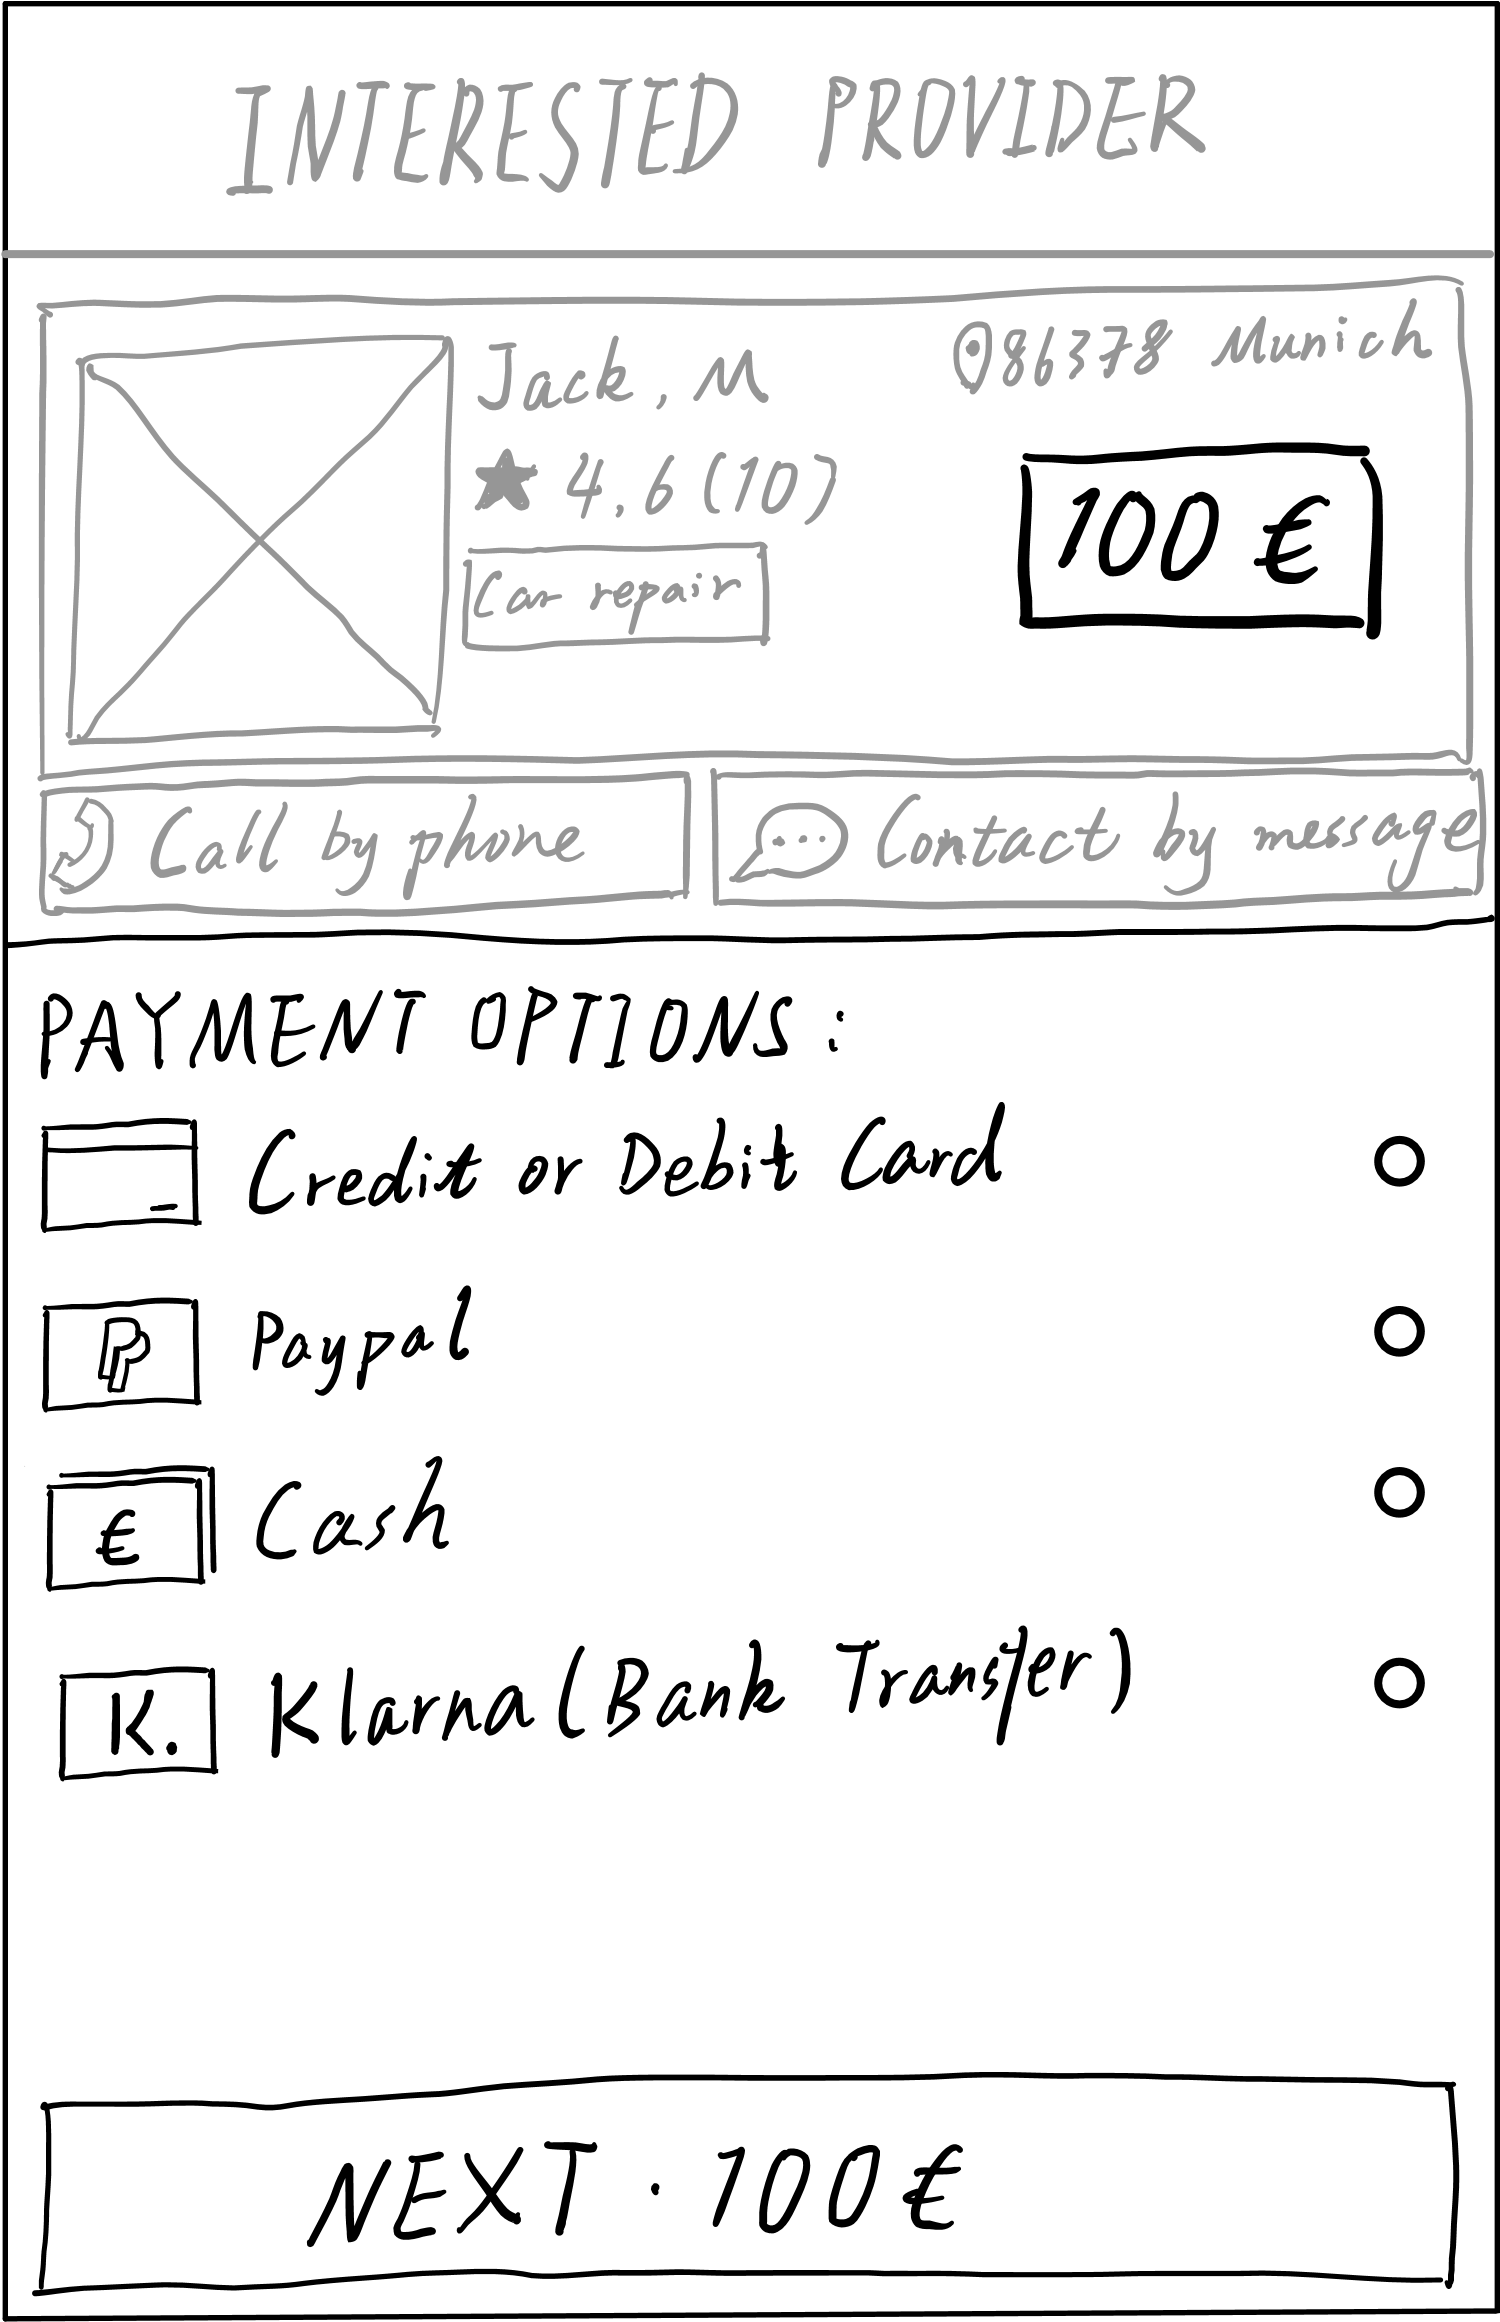 INTERESTED PROVIDER
Jack, M
86378 Munich
4,6 (10)
100 €
Car repair
Call by phone
Contact by message
PAYMENT OPTIONS:
Credit or Debit Card
P Paypal
€ Cash
K. Klarna (Bank Transfer)
NEXT · 100 €